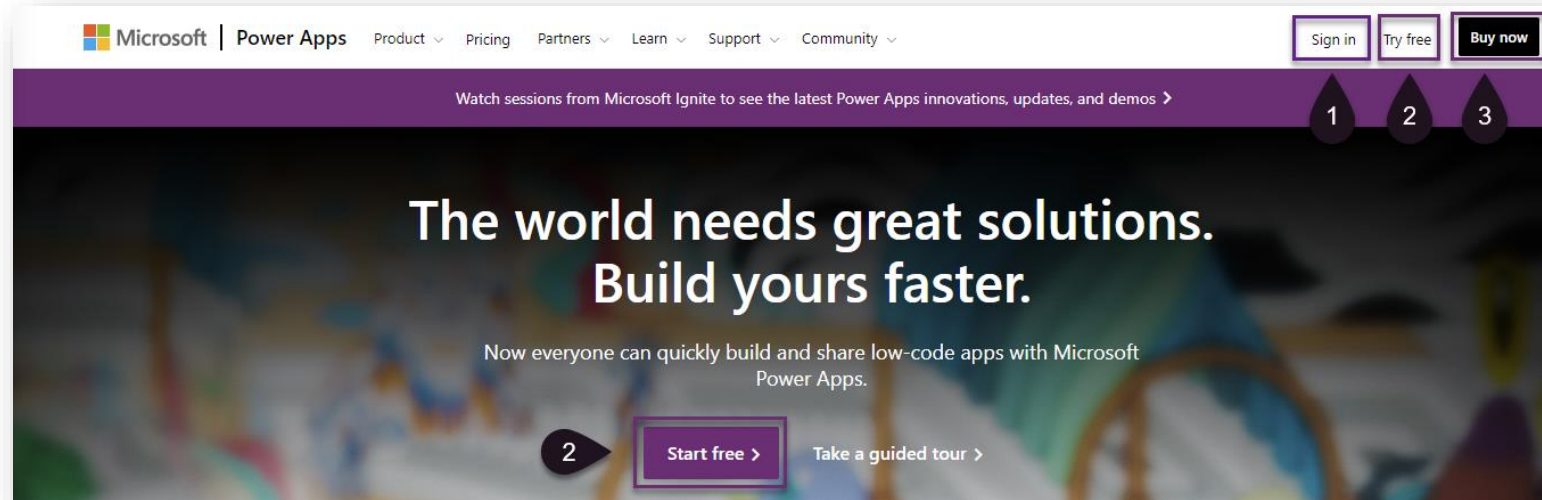 Microsoft | Power Apps Product Pricing Partners Learn Support Community Sign in Try free Buy now
Watch sessions from Microsoft Ignite to see the latest Power Apps innovations, updates, and demos >
1 2 3
The world needs great solutions.
Build yours faster.
Now everyone can quickly build and share low-code apps with Microsoft
Power Apps.
2 Start free > Take a guided tour >